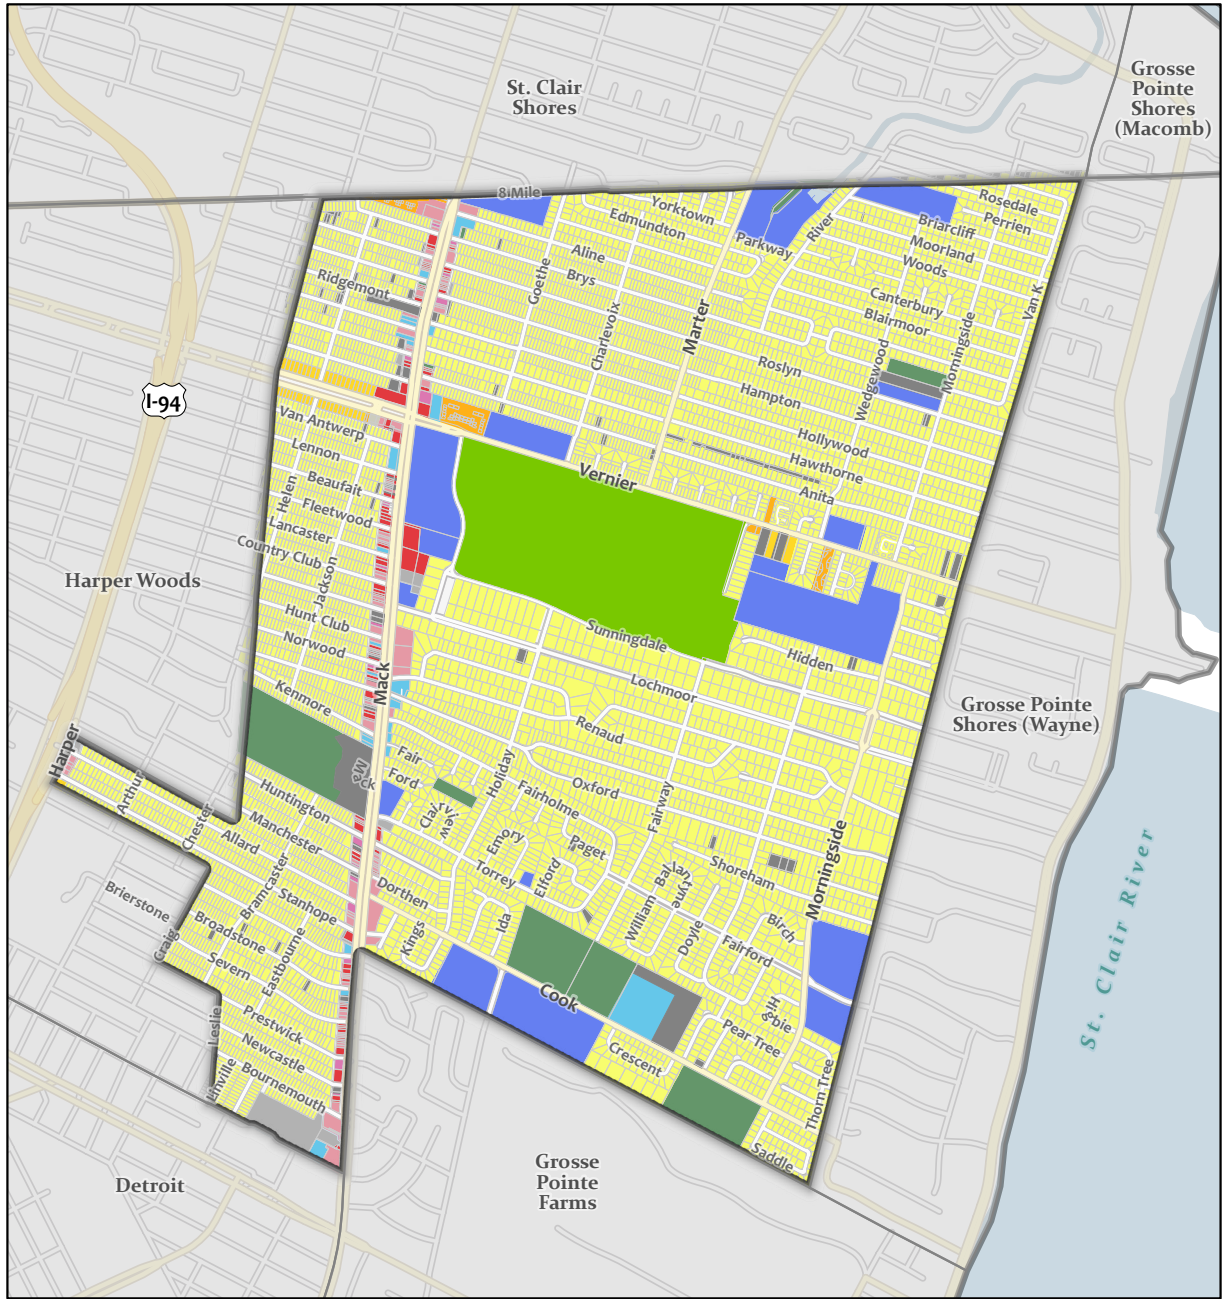 St. Clair
Shores
Grosse
Pointe
Shores
(Macomb)
8 Mile
Yorktown
Edmundton
Rosedale
Perrien
Briarcliff
Moorland
Woods
Parkway
River
Aline
Brys
Goethe
Ridgemont
Canterbury
Blairmoor
Van K
Charlevoix
Marter
Morningside
Wedgewood
Roslyn
Hampton
I-94
Van Antwerp
Lennon
Beaufait
Fleetwood
Helen
Lancaster
Country Club
Jackson
Hollywood
Hawthorne
Anita
Vernier
Harper Woods
Hunt Club
Norwood
Sunningdale
Hidden
Lochmoor
Mack
Kenmore
Renaud
Grosse Pointe
Shores (Wayne)
Harper
Arthur
Chester
Mack
Fair
Ford
Holiday
Oxford
Fairholme
Fairway
Clairview
Huntington
Manchester
Allard
Emory
Paget
Torrey
Elford
Shoreham
Morningside
Ballantyne
William
Bramcaster
Stanhope
Dorthen
Kings
Ida
Doyle
Birch
Fairford
Brierstone
Broadstone
Craig
Severn
Eastbourne
Cook
Higbie
Pear Tree
Leslie
Prestwick
Newcastle
Bournemouth
Linville
Crescent
Thorn Tree
Saddle
St. Clair River
Detroit
Grosse
Pointe
Farms